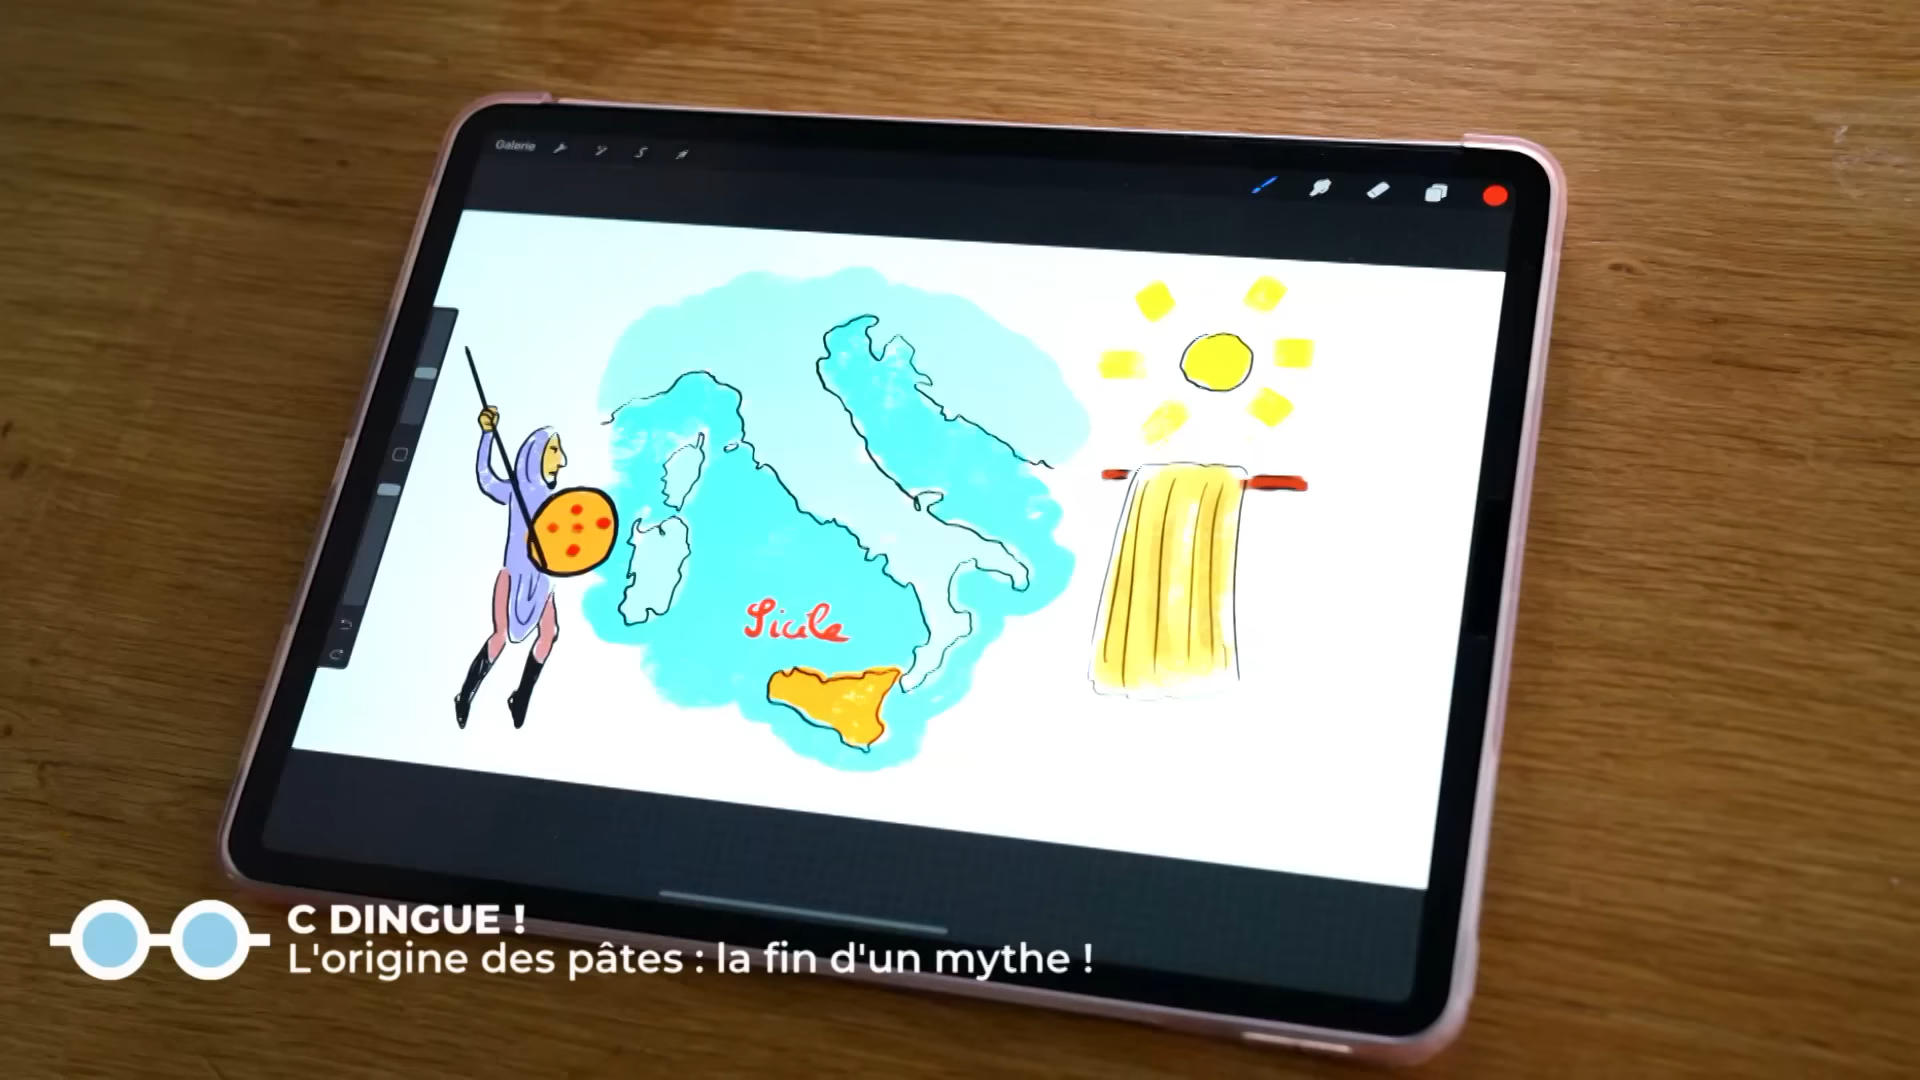 Galerie
Sicile
C DINGUE !
L'origine des pâtes : la fin d'un mythe !